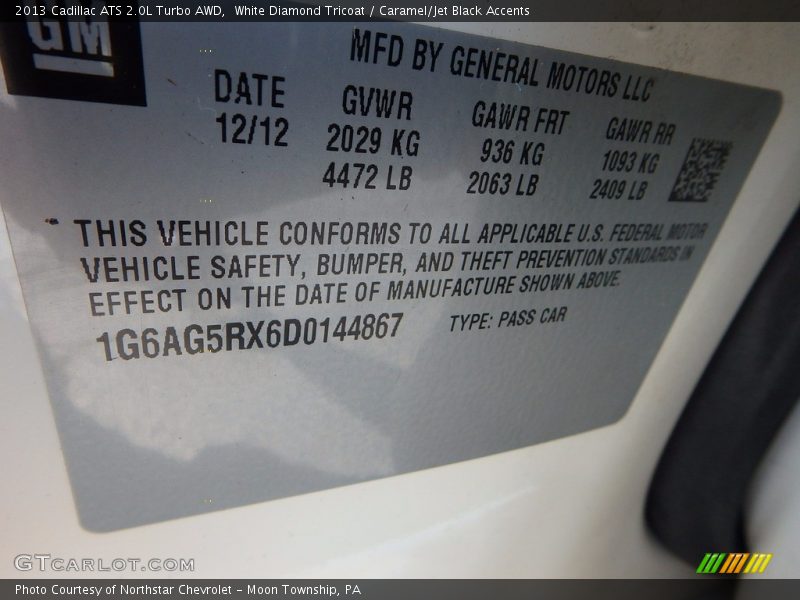 2013 Cadillac ATS 2.0L Turbo AWD, White Diamond Tricoat / Caramel/Jet Black Accents
GM
MFD BY GENERAL MOTORS LLC
DATE GVWR GAWR FRT GAWR RR
12/12 2029 KG 936 KG 1093 KG
4472 LB 2063 LB 2409 LB
THIS VEHICLE CONFORMS TO ALL APPLICABLE U.S. FEDERAL MOTOR
VEHICLE SAFETY, BUMPER, AND THEFT PREVENTION STANDARDS IN
EFFECT ON THE DATE OF MANUFACTURE SHOWN ABOVE.
1G6AG5RX6D0144867 TYPE: PASS CAR
GTCARLOT.COM
Photo Courtesy of Northstar Chevrolet - Moon Township, PA